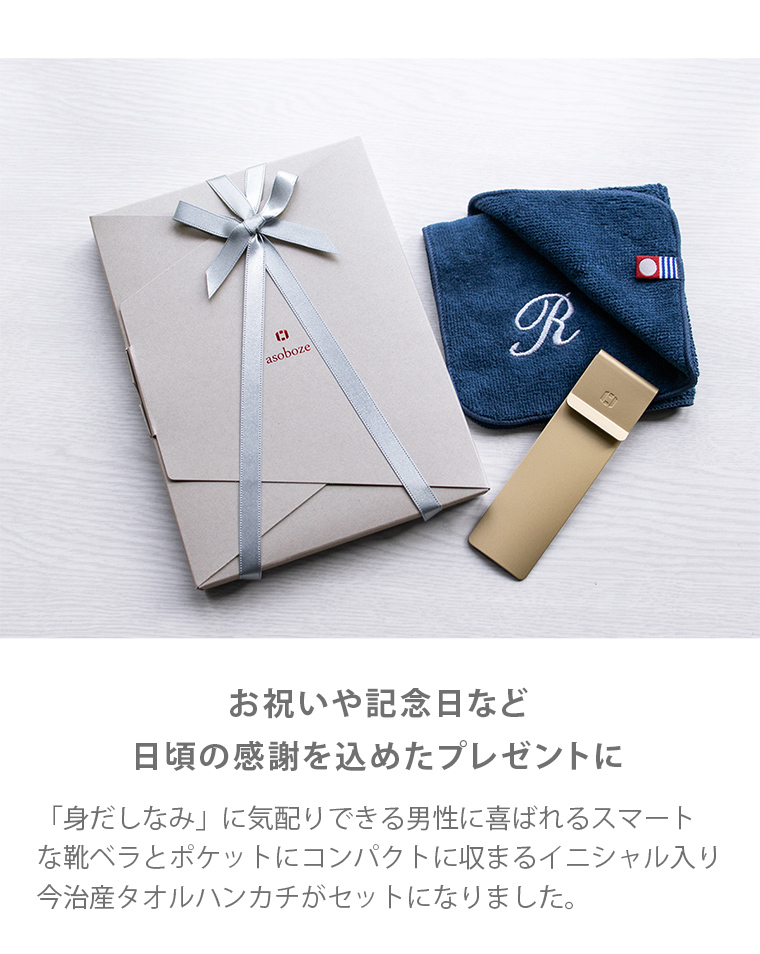 R
asoboze
お祝いや記念日など
日頃の感謝を込めたプレゼントに
「身だしなみ」に気配りできる男性に喜ばれるスマート
な靴ベラとポケットにコンパクトに収まるイニシャル入り
今治産タオルハンカチがセットになりました。